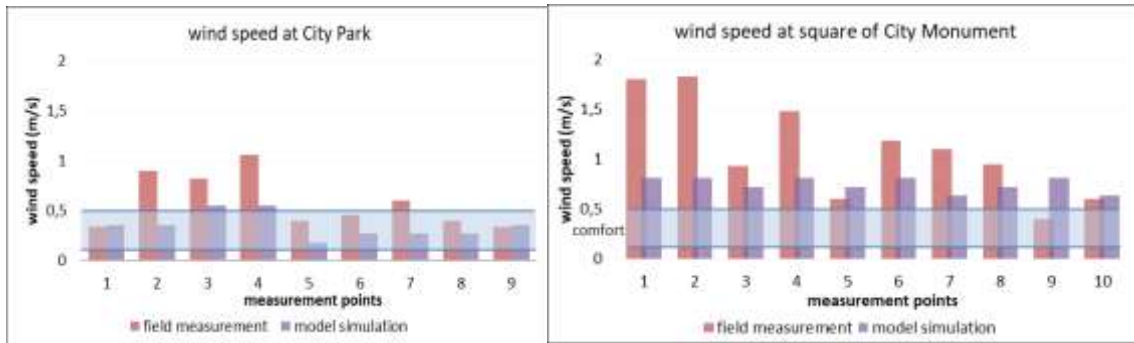 wind speed at City Park
wind speed (m/s)
2
1,5
1
0,5
0
1 2 3 4 5 6 7 8 9
measurement points
field measurement model simulation
wind speed at square of City Monument
wind speed (m/s)
2
1,5
1
0,5
comfort
0
1 2 3 4 5 6 7 8 9 10
measurement points
field measurement model simulation